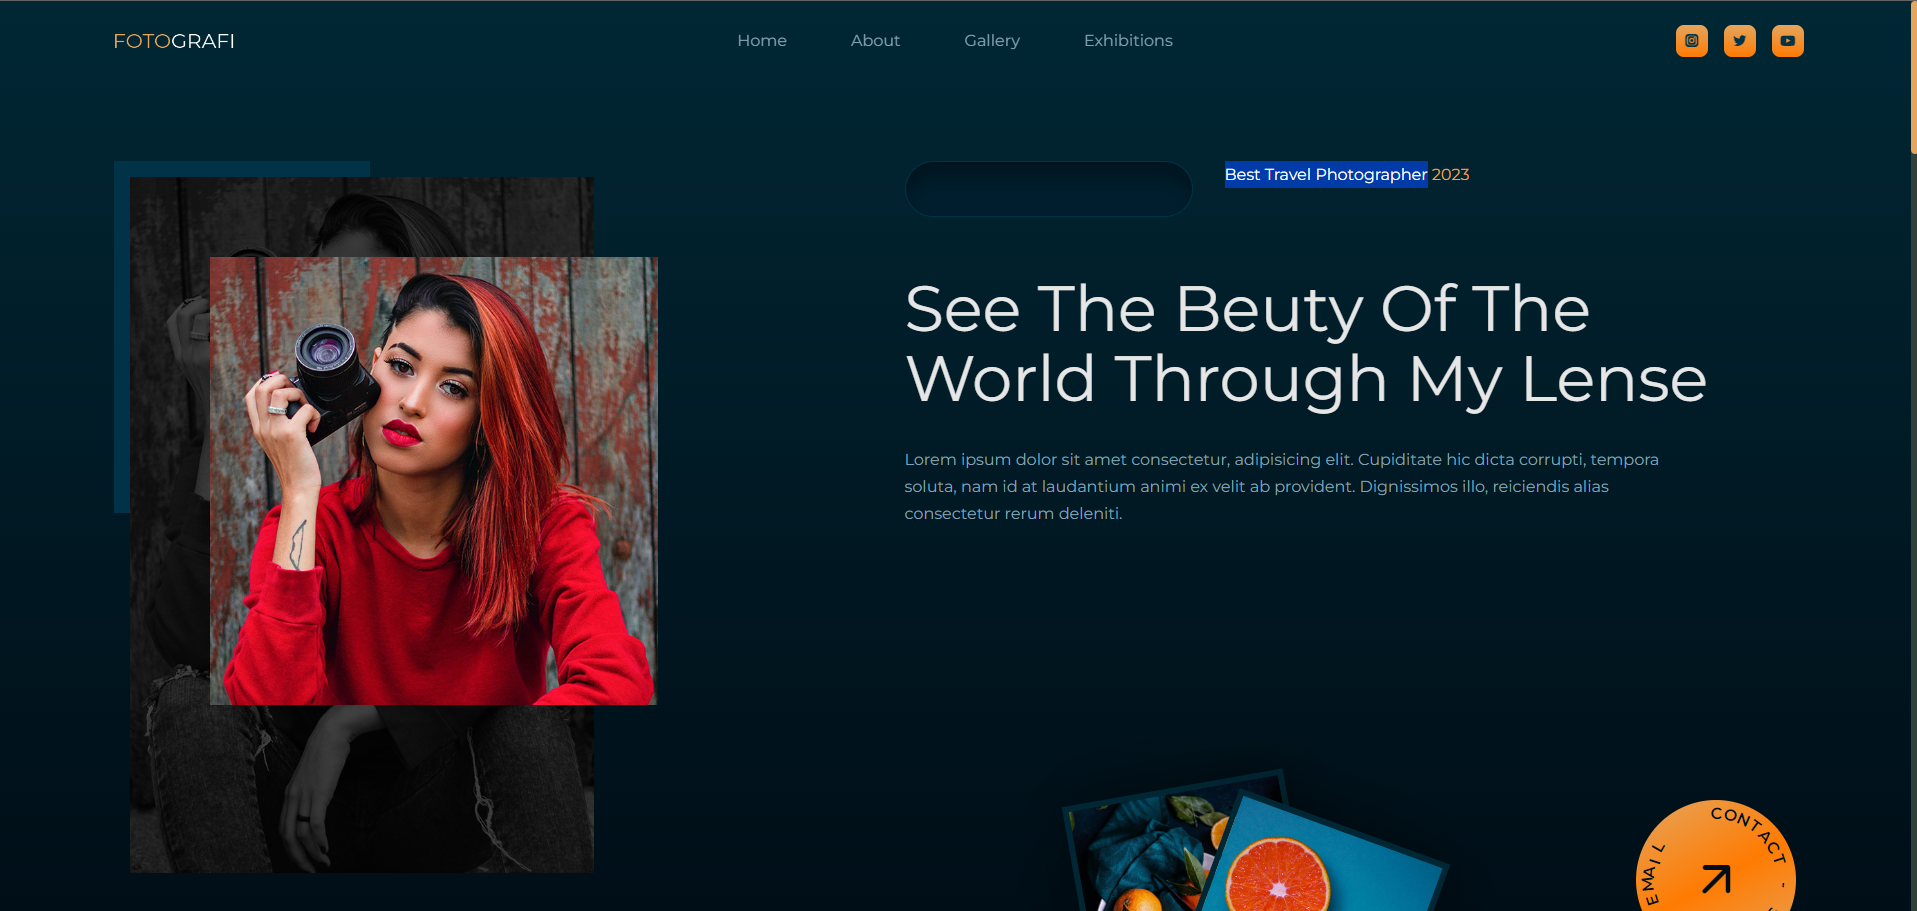 FOTOGRAFI
Home
About
Gallery
Exhibitions
Best Travel Photographer 2023
See The Beuty Of The
World Through My Lense
Lorem ipsum dolor sit amet consectetur, adipisicing elit. Cupiditate hic dicta corrupti, tempora
soluta, nam id at laudantium animi ex velit ab provident. Dignissimos illo, reiciendis alias
consectetur rerum deleniti.
CONTACT -
EMAIL